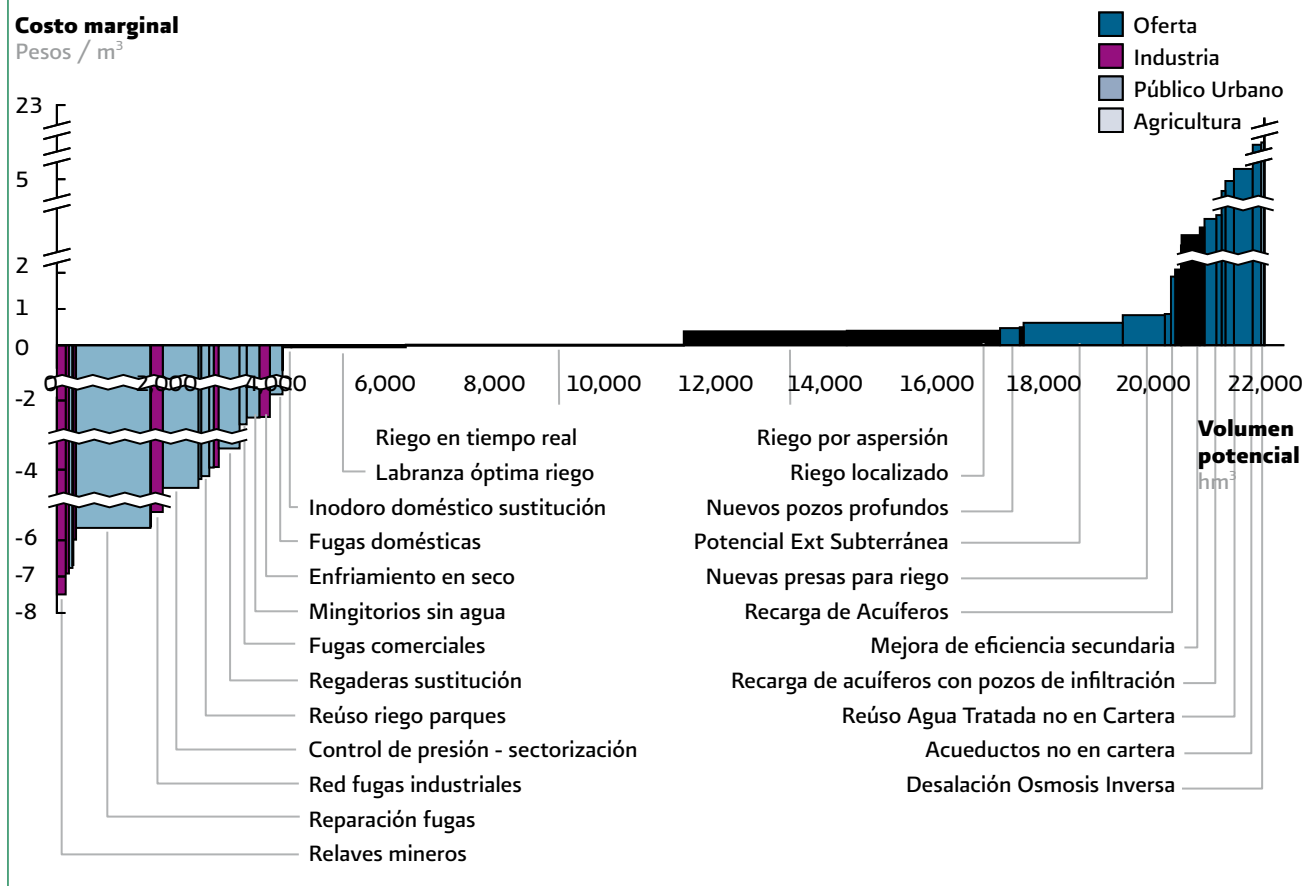 Costo marginal
Pesos / m³
Oferta
Industria
Público Urbano
Agricultura
23
5
2
1
0
-2
-4
-6
-7
-8
0 2,000 4,000 6,000 8,000 10,000 12,000 14,000 16,000 18,000 20,000 22,000
Volumen
potencial
hm³
Riego en tiempo real
Labranza óptima riego
Inodoro doméstico sustitución
Fugas domésticas
Enfriamiento en seco
Mingitorios sin agua
Fugas comerciales
Regaderas sustitución
Reúso riego parques
Control de presión - sectorización
Red fugas industriales
Reparación fugas
Relaves mineros
Riego por aspersión
Riego localizado
Nuevos pozos profundos
Potencial Ext Subterránea
Nuevas presas para riego
Recarga de Acuíferos
Mejora de eficiencia secundaria
Recarga de acuíferos con pozos de infiltración
Reúso Agua Tratada no en Cartera
Acueductos no en cartera
Desalación Osmosis Inversa